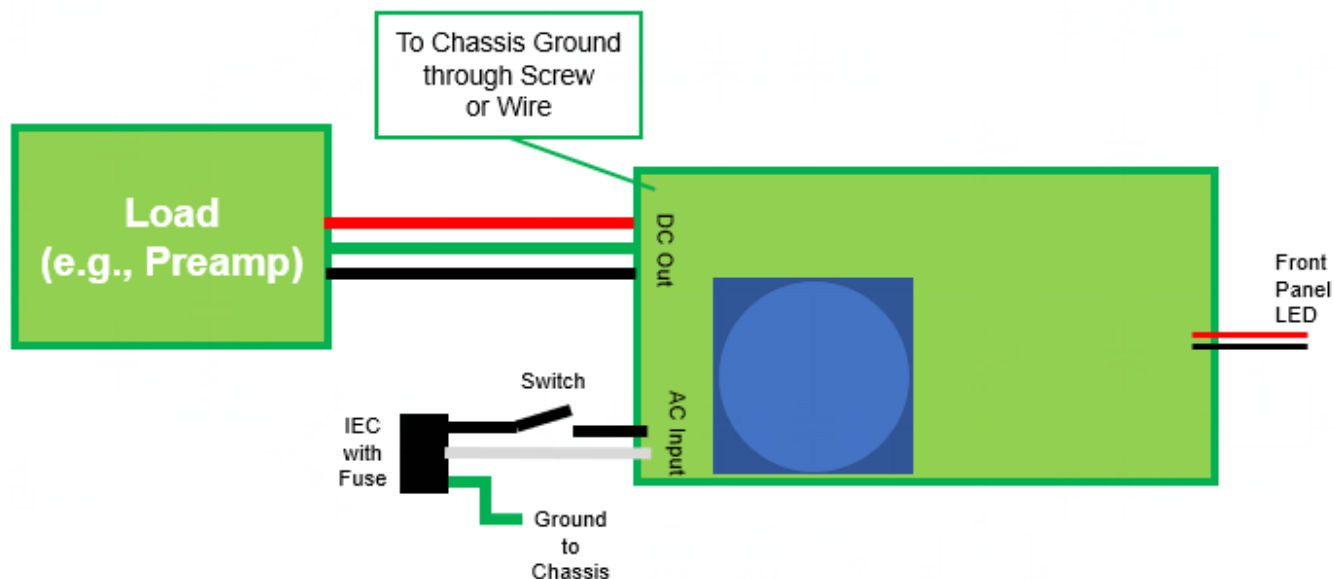 To Chassis Ground
through Screw
or Wire
Load
(e.g., Preamp)
DC Out
Front
Panel
LED
Switch
AC Input
IEC
with
Fuse
Ground
to
Chassis